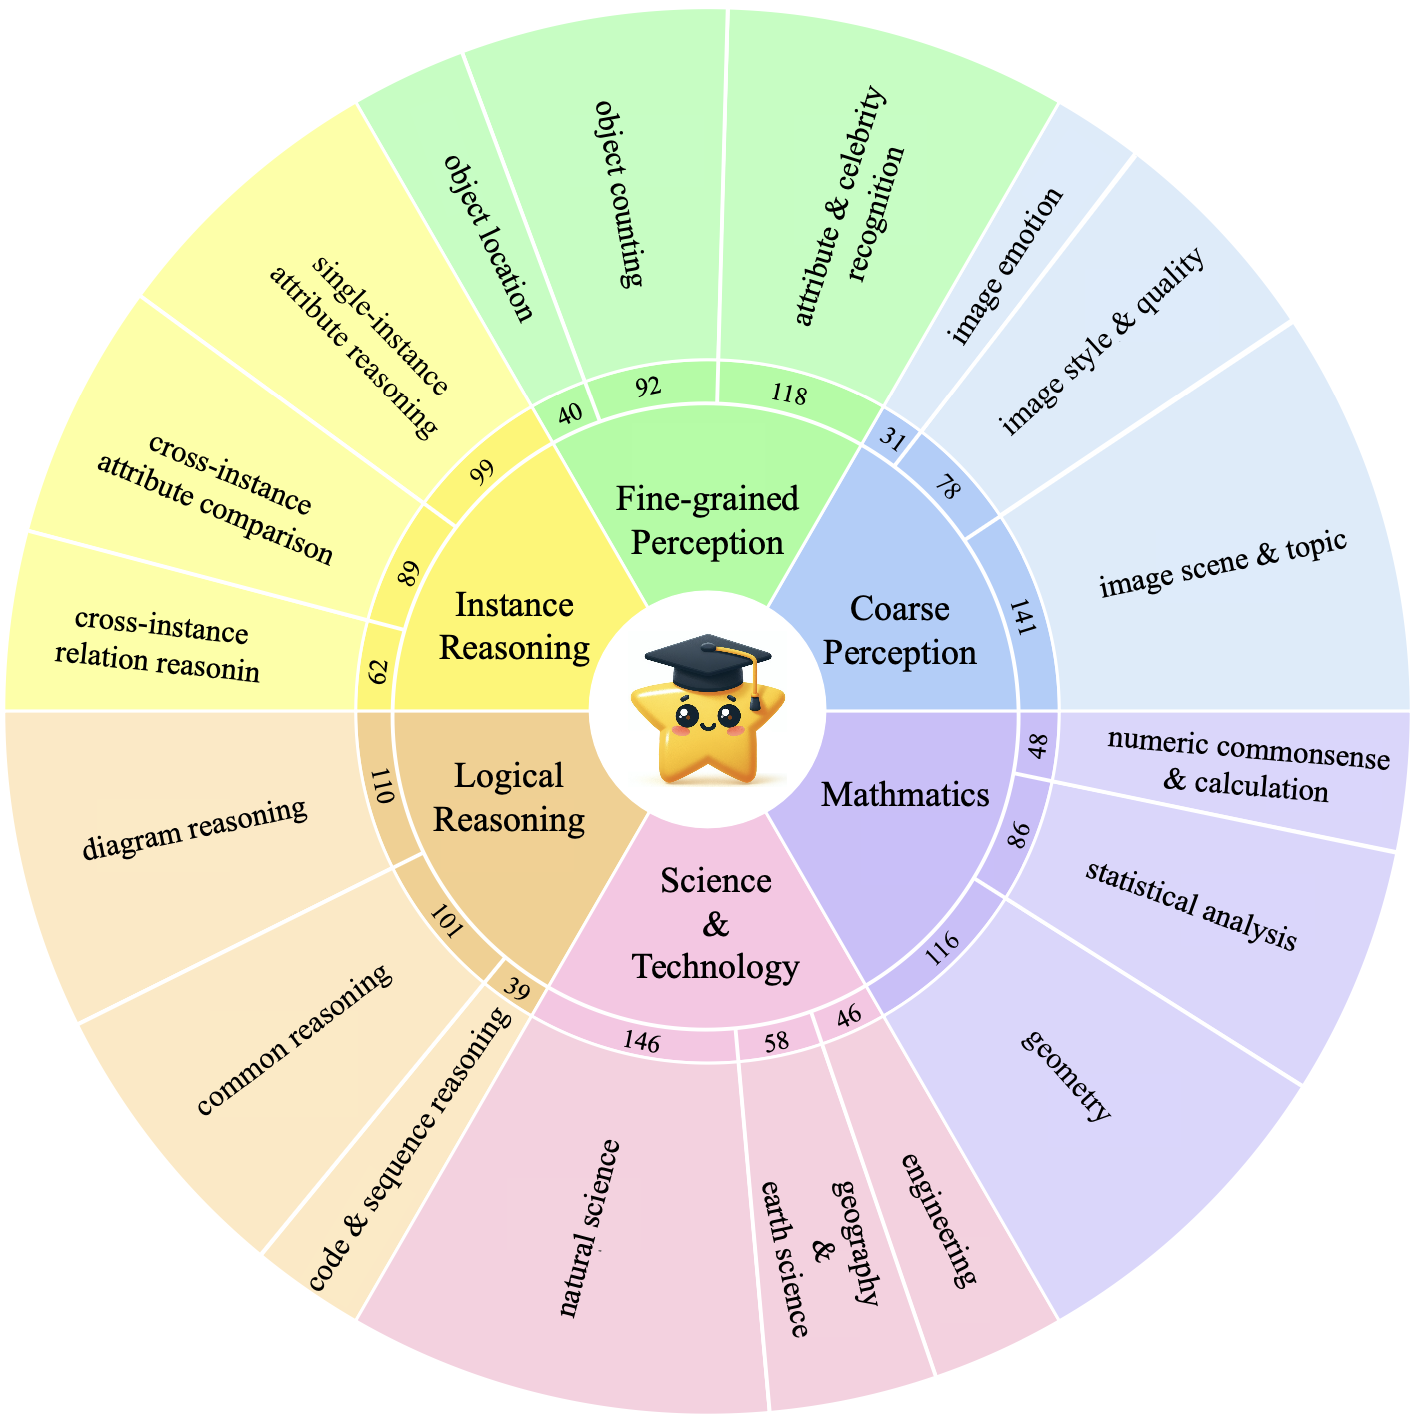 Fine-grained
Perception
object location
40
object counting
92
attribute & celebrity
recognition
118
Coarse
Perception
image emotion
31
image style & quality
78
image scene & topic
141
Mathmatics
numeric commonsense
& calculation
48
statistical analysis
86
geometry
116
Science
&
Technology
engineering
46
geography
&
earth science
58
natural science
146
Logical
Reasoning
code & sequence reasoning
39
common reasoning
101
diagram reasoning
110
Instance
Reasoning
cross-instance
relation reasonin
62
cross-instance
attribute comparison
89
single-instance
attribute reasoning
99